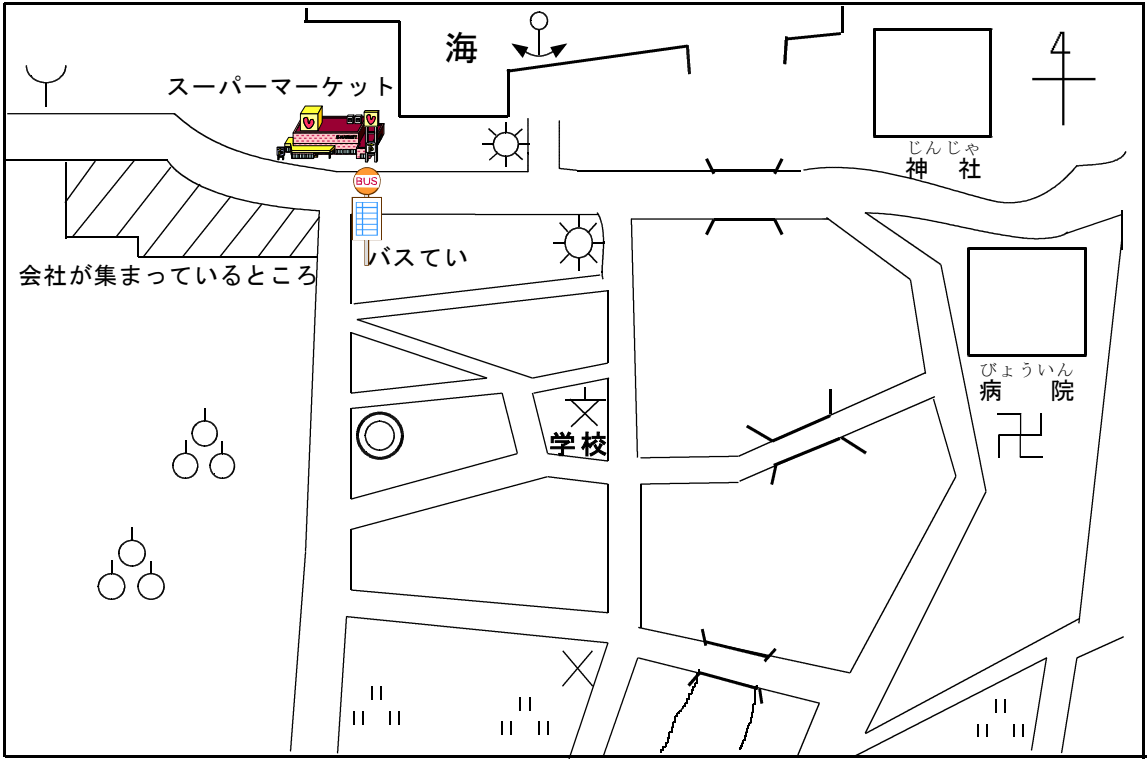 海
スーパーマーケット
じんじゃ
神社
BUS
バスてい
会社が集まっているところ
びょういん
病院
学校